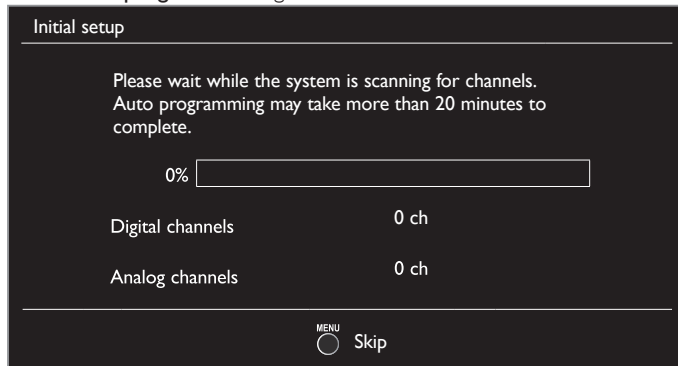 Initial setup
Please wait while the system is scanning for channels.
Auto programming may take more than 20 minutes to
complete.
0%
Digital channels 0 ch
Analog channels 0 ch
MENU Skip